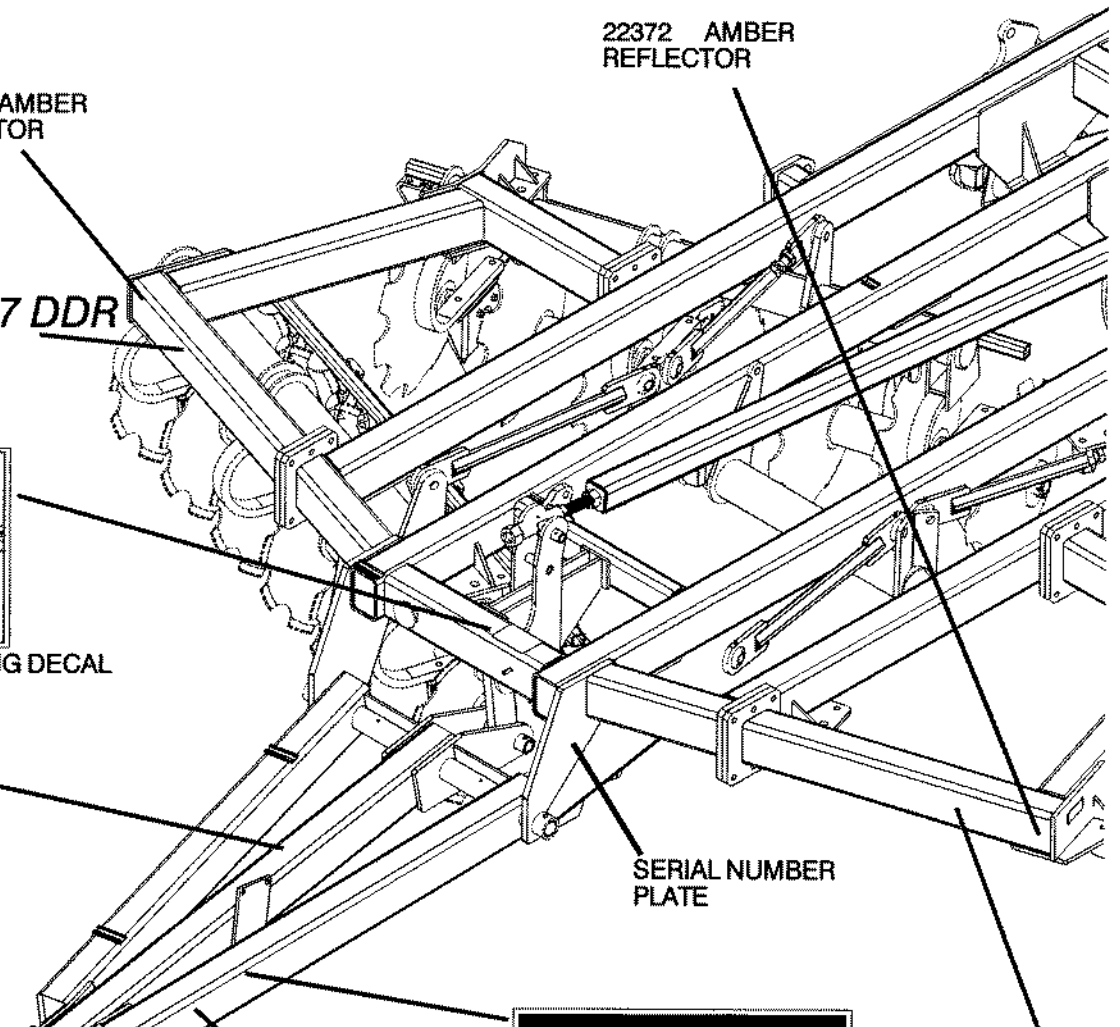 22372 AMBER
REFLECTOR
AMBER
TOR
7 DDR
G DECAL
SERIAL NUMBER
PLATE